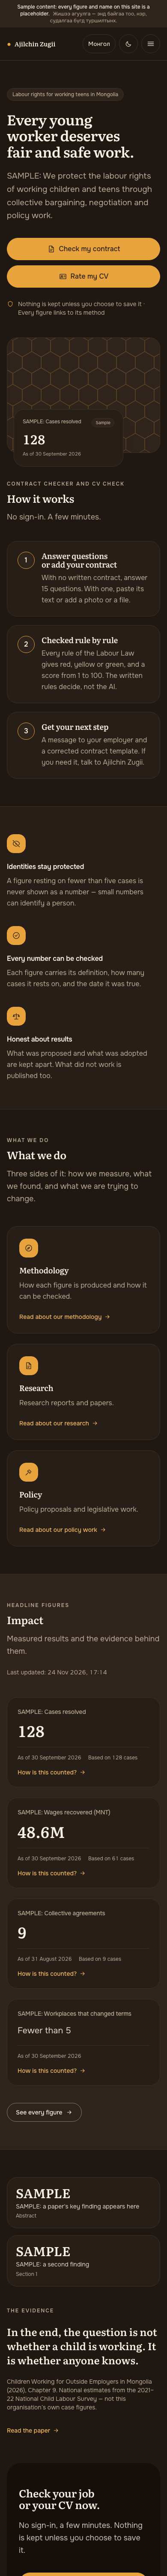 Sample content: every figure and name on this site is a
placeholder. Жишээ агуулга — энд байгаа тоо, нэр,
судалгаа бүгд туршилтынх.
Ajilchin Zugii
Монгол
Labour rights for working teens in Mongolia
Every young
worker deserves
fair and safe work.
SAMPLE: We protect the labour rights
of working children and teens through
collective bargaining, negotiation and
policy work.
Check my contract
Rate my CV
Nothing is kept unless you choose to save it ·
Every figure links to its method
SAMPLE: Cases resolved
Sample
128
As of 30 September 2026
CONTRACT CHECKER AND CV CHECK
How it works
No sign-in. A few minutes.
1
Answer questions
or add your contract
With no written contract, answer
15 questions. With one, paste its
text or add a photo or a file.
2
Checked rule by rule
Every rule of the Labour Law
gives red, yellow or green, and a
score from 1 to 100. The written
rules decide, not the AI.
3
Get your next step
A message to your employer and
a corrected contract template. If
you need it, talk to Ajilchin Zugii.
Identities stay protected
A figure resting on fewer than five cases is
never shown as a number — small numbers
can identify a person.
Every number can be checked
Each figure carries its definition, how many
cases it rests on, and the date it was true.
Honest about results
What was proposed and what was adopted
are kept apart. What did not work is
published too.
WHAT WE DO
What we do
Three sides of it: how we measure, what
we found, and what we are trying to
change.
Methodology
How each figure is produced and how it
can be checked.
Read about our methodology →
Research
Research reports and papers.
Read about our research →
Policy
Policy proposals and legislative work.
Read about our policy work →
HEADLINE FIGURES
Impact
Measured results and the evidence behind
them.
Last updated: 24 Nov 2026, 17:14
SAMPLE: Cases resolved
128
As of 30 September 2026 Based on 128 cases
How is this counted? →
SAMPLE: Wages recovered (MNT)
48.6M
As of 30 September 2026 Based on 61 cases
How is this counted? →
SAMPLE: Collective agreements
9
As of 31 August 2026 Based on 9 cases
How is this counted? →
SAMPLE: Workplaces that changed terms
Fewer than 5
As of 30 September 2026
How is this counted? →
See every figure →
SAMPLE
SAMPLE: a paper's key finding appears here
Abstract
SAMPLE
SAMPLE: a second finding
Section I
THE EVIDENCE
In the end, the question is not
whether a child is working. It
is whether anyone knows.
Children Working for Outside Employers in Mongolia
(2026), Chapter 9. National estimates from the 2021–
22 National Child Labour Survey — not this
organisation's own case figures.
Read the paper →
Check your job
or your CV now.
No sign-in, a few minutes. Nothing
is kept unless you choose to save
it.